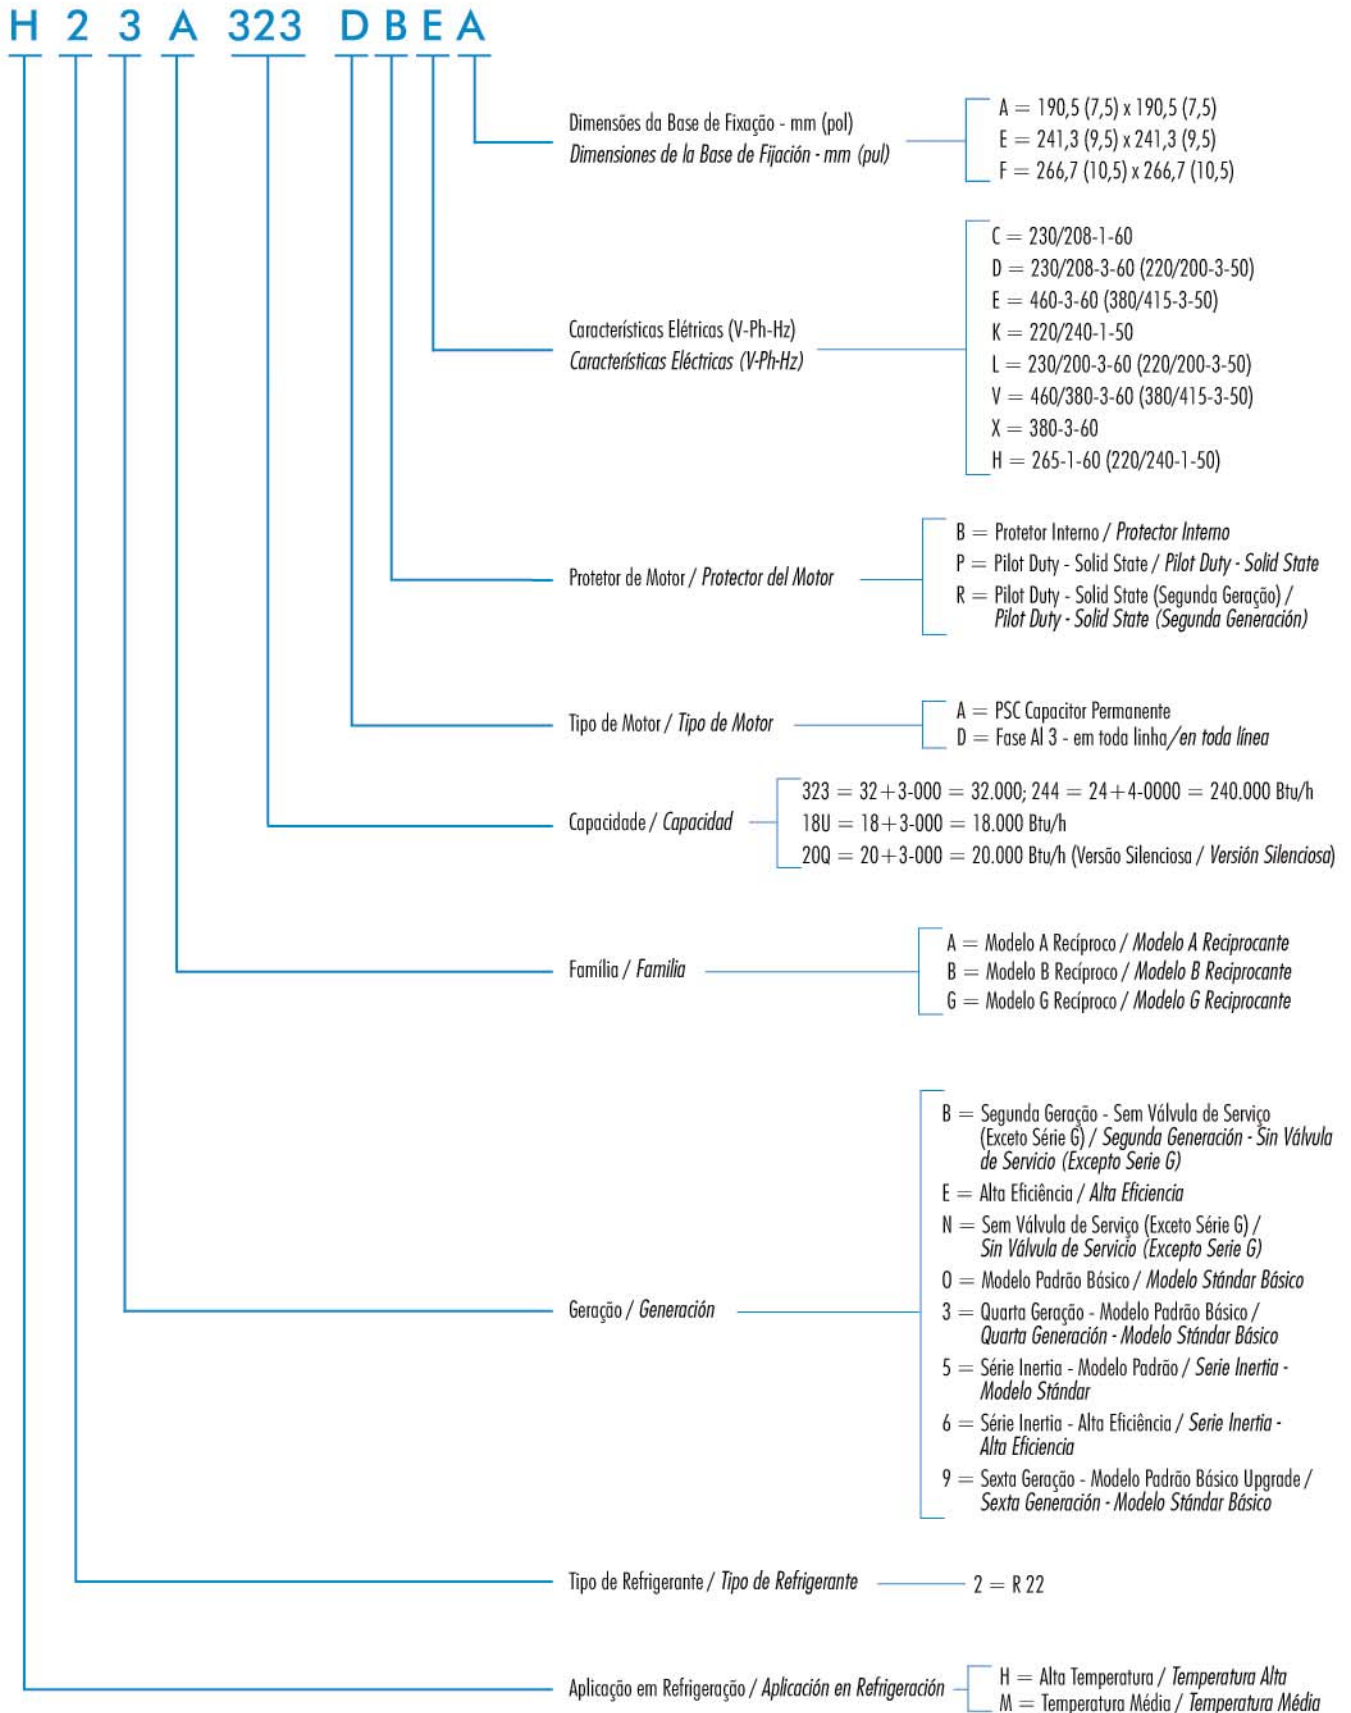 H 2 3 A 323 D B E A
Dimensões da Base de Fixação - mm (pol)
Dimensiones de la Base de Fijación - mm (pul)
A = 190,5 (7,5) x 190,5 (7,5)
E = 241,3 (9,5) x 241,3 (9,5)
F = 266,7 (10,5) x 266,7 (10,5)
Características Elétricas (V-Ph-Hz)
Características Eléctricas (V-Ph-Hz)
C = 230/208-1-60
D = 230/208-3-60 (220/200-3-50)
E = 460-3-60 (380/415-3-50)
K = 220/240-1-50
L = 230/200-3-60 (220/200-3-50)
V = 460/380-3-60 (380/415-3-50)
X = 380-3-60
H = 265-1-60 (220/240-1-50)
Protetor de Motor / Protector del Motor
B = Protetor Interno / Protector Interno
P = Pilot Duty - Solid State / Pilot Duty - Solid State
R = Pilot Duty - Solid State (Segunda Geração) /
Pilot Duty - Solid State (Segunda Generación)
Tipo de Motor / Tipo de Motor
A = PSC Capacitor Permanente
D = Fase Al 3 - em toda linha/en toda línea
Capacidade / Capacidad
323 = 32+3-000 = 32.000; 244 = 24+4-0000 = 240.000 Btu/h
18U = 18+3-000 = 18.000 Btu/h
20Q = 20+3-000 = 20.000 Btu/h (Versão Silenciosa / Versión Silenciosa)
Família / Familia
A = Modelo A Recíproco / Modelo A Reciprocante
B = Modelo B Recíproco / Modelo B Reciprocante
G = Modelo G Recíproco / Modelo G Reciprocante
Geração / Generación
B = Segunda Geração - Sem Válvula de Serviço
(Exceto Série G) / Segunda Generación - Sin Válvula
de Servicio (Excepto Serie G)
E = Alta Eficiência / Alta Eficiencia
N = Sem Válvula de Serviço (Exceto Série G) /
Sin Válvula de Servicio (Excepto Serie G)
0 = Modelo Padrão Básico / Modelo Stándar Básico
3 = Quarta Geração - Modelo Padrão Básico /
Quarta Generación - Modelo Stándar Básico
5 = Série Inertia - Modelo Padrão / Serie Inertia -
Modelo Stándar
6 = Série Inertia - Alta Eficiência / Serie Inertia -
Alta Eficiencia
9 = Sexta Geração - Modelo Padrão Básico Upgrade /
Sexta Generación - Modelo Stándar Básico
Tipo de Refrigerante / Tipo de Refrigerante
2 = R 22
Aplicação em Refrigeração / Aplicación en Refrigeración
H = Alta Temperatura / Temperatura Alta
M = Temperatura Média / Temperatura Média